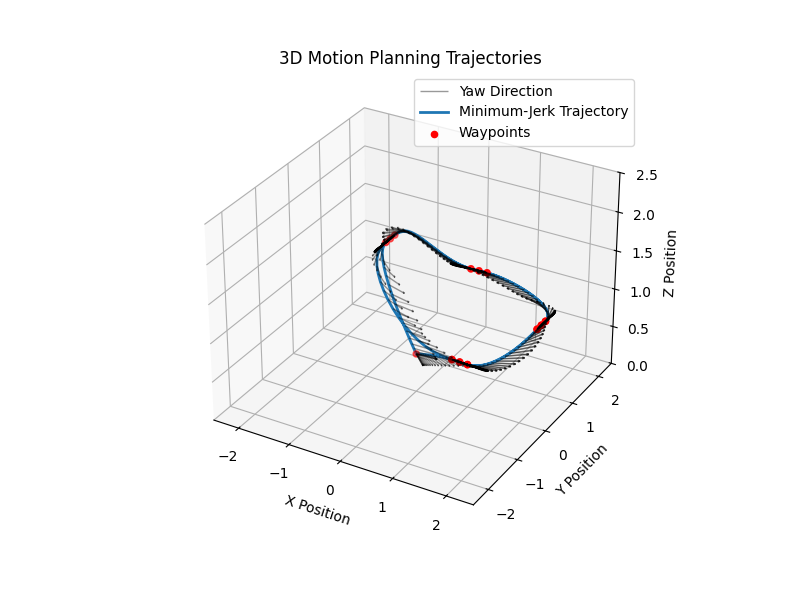 3D Motion Planning Trajectories
Yaw Direction
Minimum-Jerk Trajectory
Waypoints
2.5
2.0
1.5
1.0
0.5
0.0
Z Position
2
1
0
−1
−2
Y Position
−2
−1
0
1
2
X Position